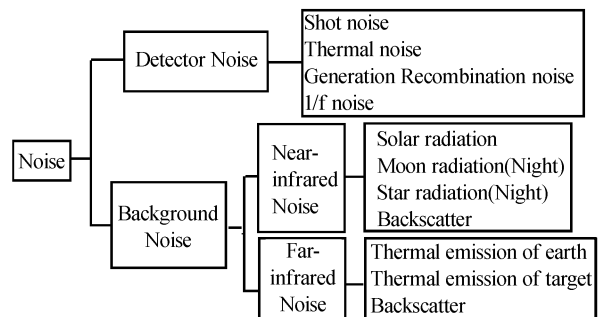 Noise
Detector Noise
Shot noise
Thermal noise
Generation Recombination noise
1/f noise
Background
Noise
Near-
infrared
Noise
Solar radiation
Moon radiation(Night)
Star radiation(Night)
Backscatter
Far-
infrared
Noise
Thermal emission of earth
Thermal emission of target
Backscatter